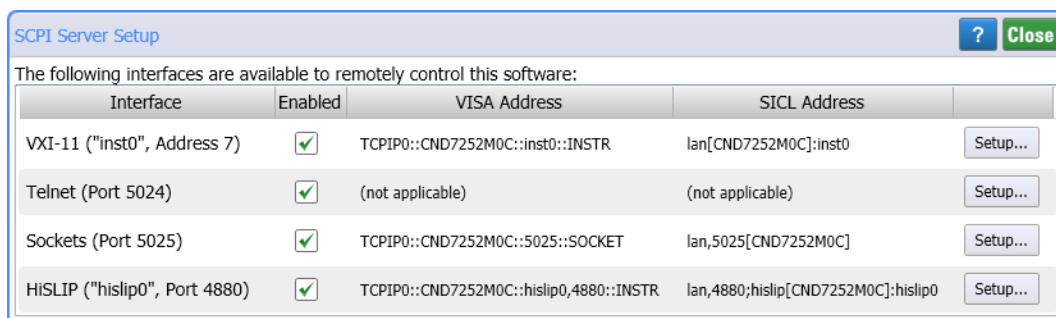 SCPI Server Setup ? Close
The following interfaces are available to remotely control this software:
Interface Enabled VISA Address SICL Address
VXI-11 ("inst0", Address 7) TCPIP0::CND7252M0C::inst0::INSTR lan[CND7252M0C]:inst0 Setup...
Telnet (Port 5024) (not applicable) (not applicable) Setup...
Sockets (Port 5025) TCPIP0::CND7252M0C::5025::SOCKET lan,5025[CND7252M0C] Setup...
HiSLIP ("hislip0", Port 4880) TCPIP0::CND7252M0C::hislip0,4880::INSTR lan,4880;hislip[CND7252M0C]:hislip0 Setup...